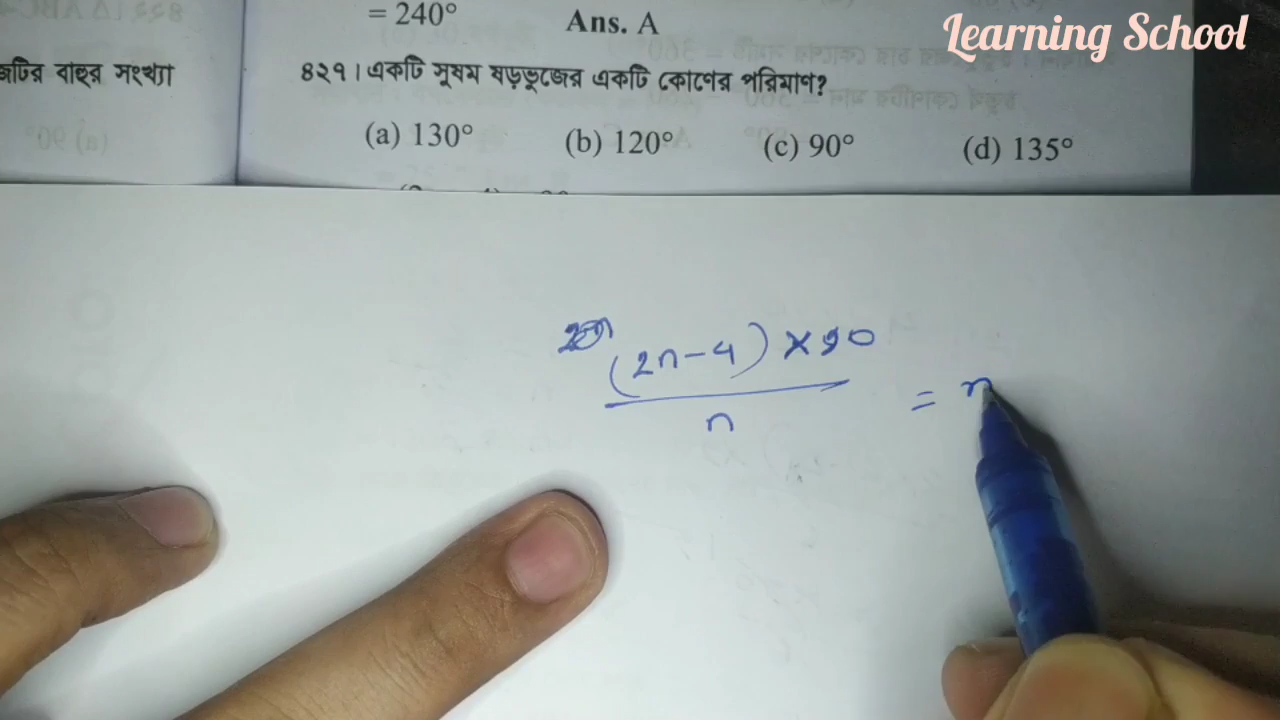 Learning School
= 240° Ans. A
জটির বাহুর সংখ্যা
৪২৭। একটি সুষম ষড়ভূজের একটি কোণের পরিমাণ?
(a) 130° (b) 120° (c) 90° (d) 135°
(2n-4) × 90
n
= n